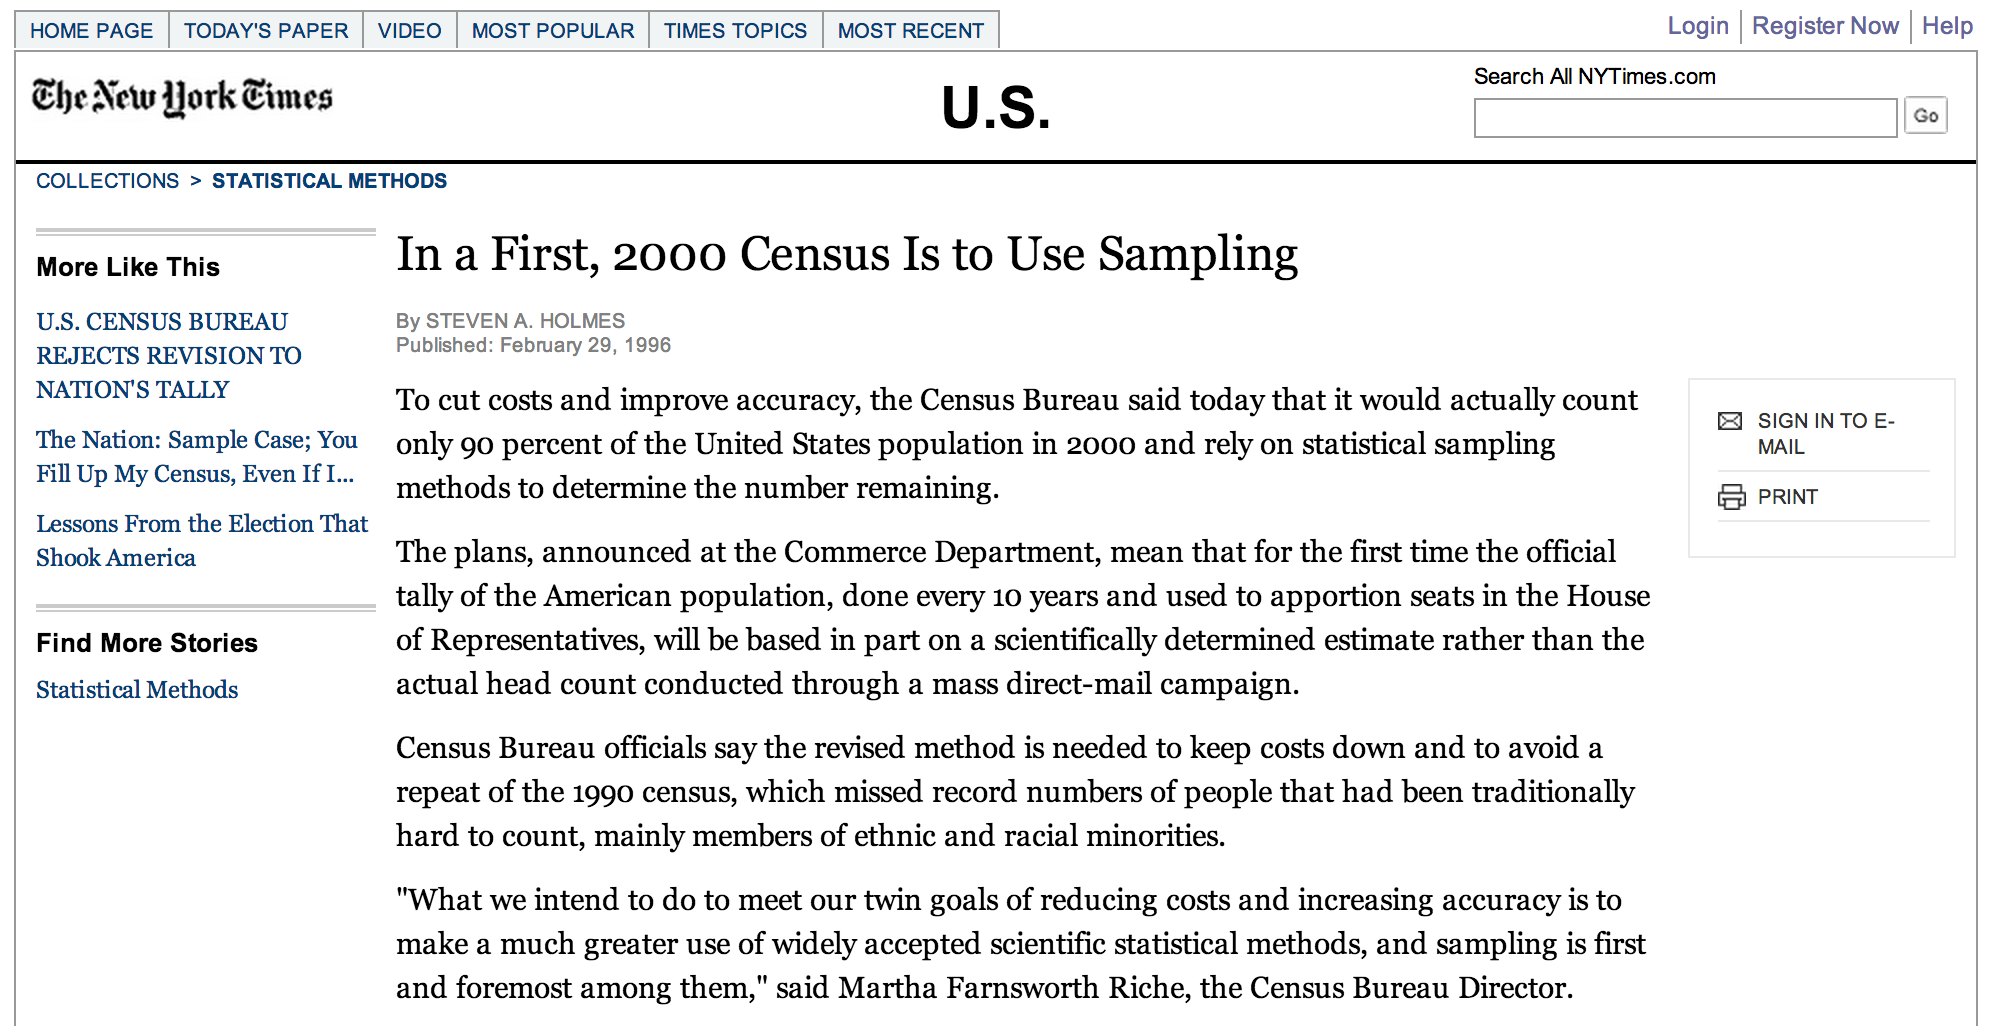 HOME PAGE TODAY'S PAPER VIDEO MOST POPULAR TIMES TOPICS MOST RECENT
Login Register Now Help
The New York Times
U.S.
Search All NYTimes.com
Go
COLLECTIONS > STATISTICAL METHODS
More Like This
U.S. CENSUS BUREAU
REJECTS REVISION TO
NATION'S TALLY
The Nation: Sample Case; You
Fill Up My Census, Even If I...
Lessons From the Election That
Shook America
Find More Stories
Statistical Methods
In a First, 2000 Census Is to Use Sampling
By STEVEN A. HOLMES
Published: February 29, 1996
To cut costs and improve accuracy, the Census Bureau said today that it would actually count
only 90 percent of the United States population in 2000 and rely on statistical sampling
methods to determine the number remaining.
The plans, announced at the Commerce Department, mean that for the first time the official
tally of the American population, done every 10 years and used to apportion seats in the House
of Representatives, will be based in part on a scientifically determined estimate rather than the
actual head count conducted through a mass direct-mail campaign.
Census Bureau officials say the revised method is needed to keep costs down and to avoid a
repeat of the 1990 census, which missed record numbers of people that had been traditionally
hard to count, mainly members of ethnic and racial minorities.
"What we intend to do to meet our twin goals of reducing costs and increasing accuracy is to
make a much greater use of widely accepted scientific statistical methods, and sampling is first
and foremost among them," said Martha Farnsworth Riche, the Census Bureau Director.
SIGN IN TO E-
MAIL
PRINT